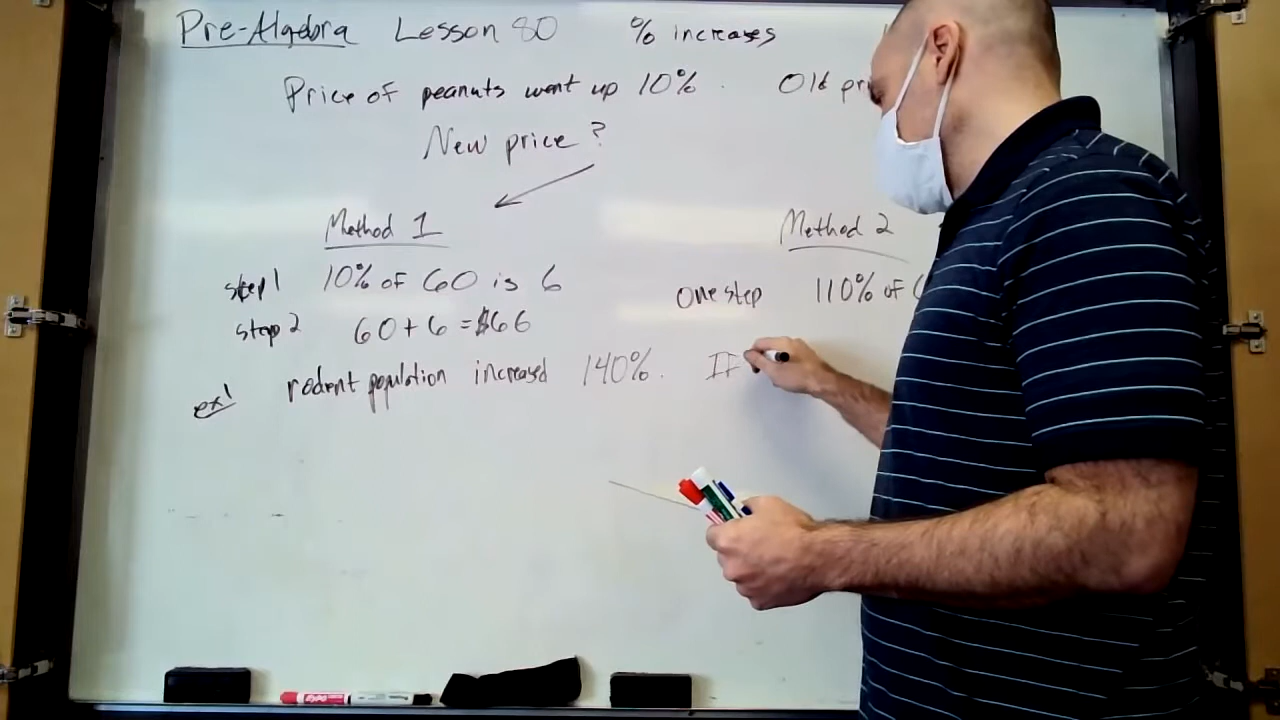 Pre-Algebra Lesson 80 % increases
Price of peanuts went up 10%. Old
New price?
Method 1
Method 2
step 1 10% of 60 is 6
One step 110% of
step 2 60 + 6 = $66
ex1 rodent population increased 140%. If
EXPO